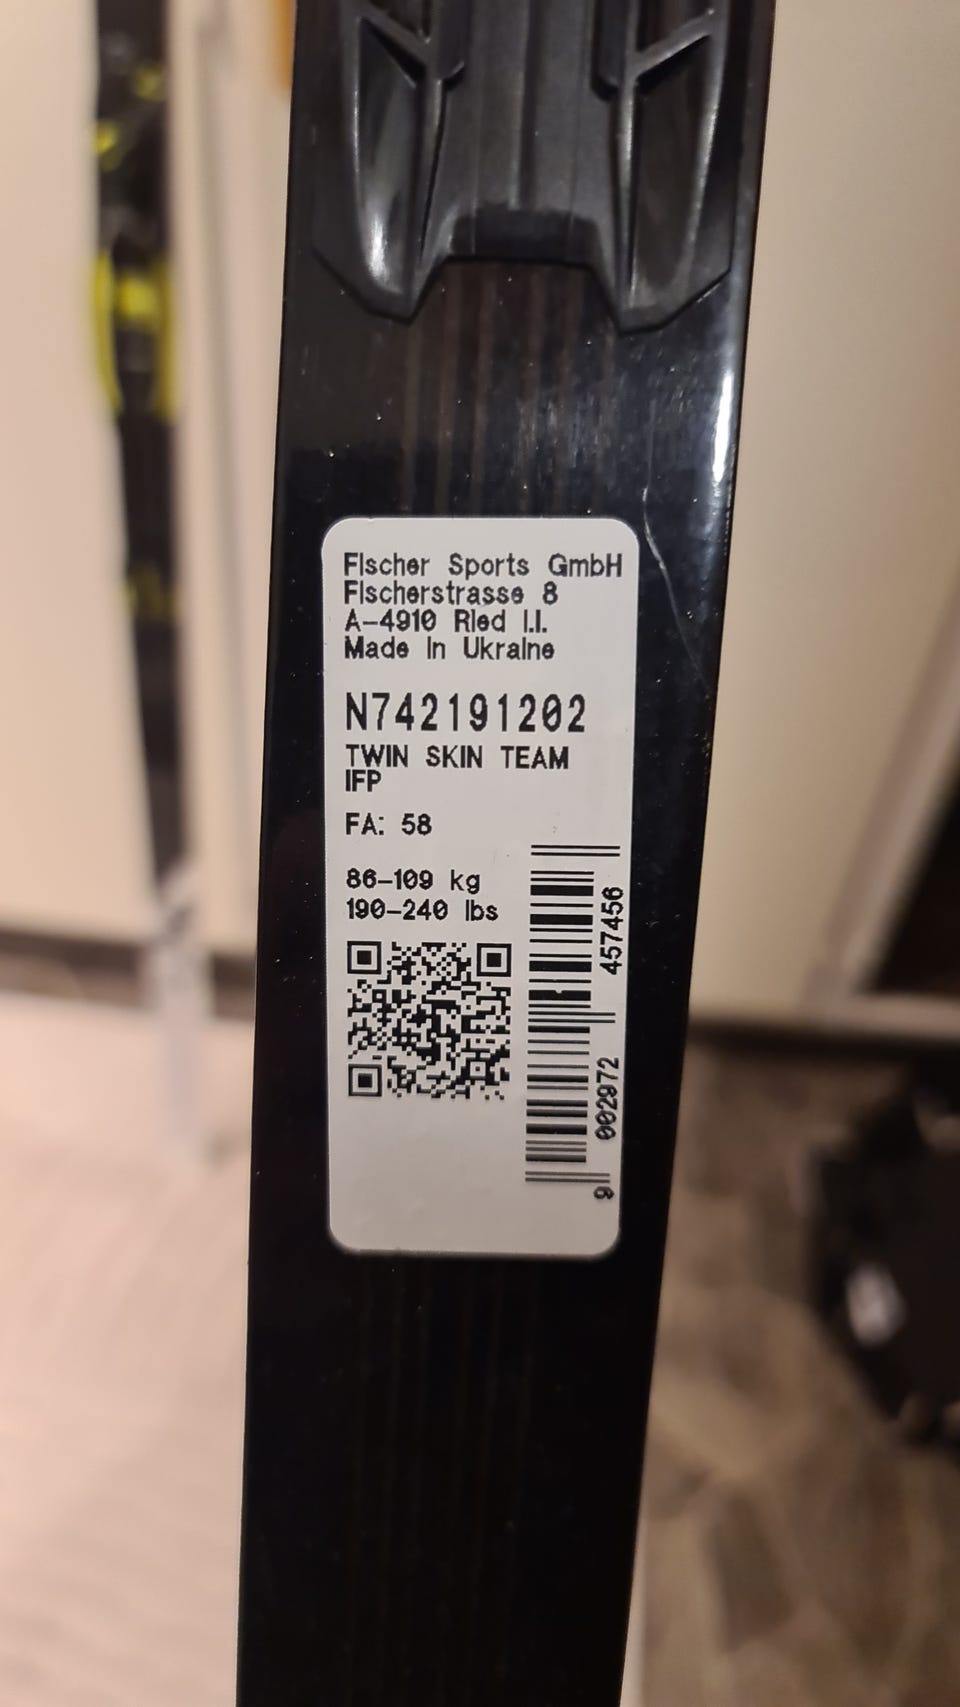 Fischer Sports GmbH
Fischerstrasse 8
A-4910 Ried I.I.
Made In Ukraine
N742191202
TWIN SKIN TEAM
IFP
FA: 58
86-109 kg
190-240 lbs
9 002972 457456